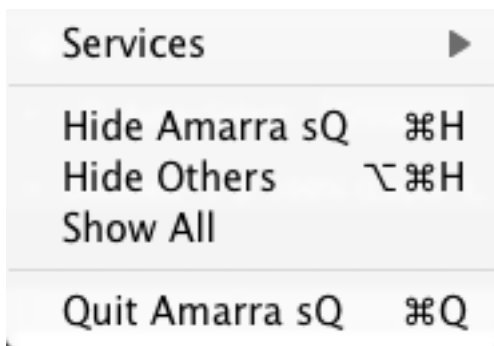 Services ▶
Hide Amarra sQ ⌘H
Hide Others ⌥⌘H
Show All
Quit Amarra sQ ⌘Q